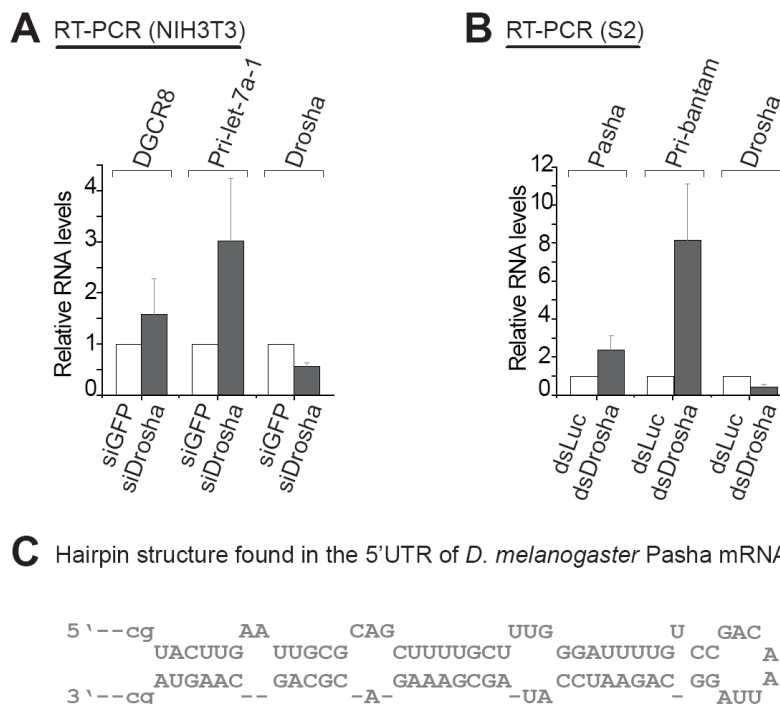 A RT-PCR (NIH3T3)
DGCR8
Pri-let-7a-1
Drosha
Relative RNA levels
4
3
2
1
0
siGFP
siDrosha
siGFP
siDrosha
siGFP
siDrosha
B RT-PCR (S2)
Pasha
Pri-bantam
Drosha
Relative RNA levels
12
10
8
6
4
2
0
dsLuc
dsDrosha
dsLuc
dsDrosha
dsLuc
dsDrosha
C Hairpin structure found in the 5'UTR of D. melanogaster Pasha mRNA
5'--cg AA CAG UUG U GAC
UACUUG UUGCG CUUUUGCU GGAUUUUG CC A
AUGAAC GACGC GAAAGCGA CCUAAGAC GG A
3'--cg -- -A- -UA - AUU